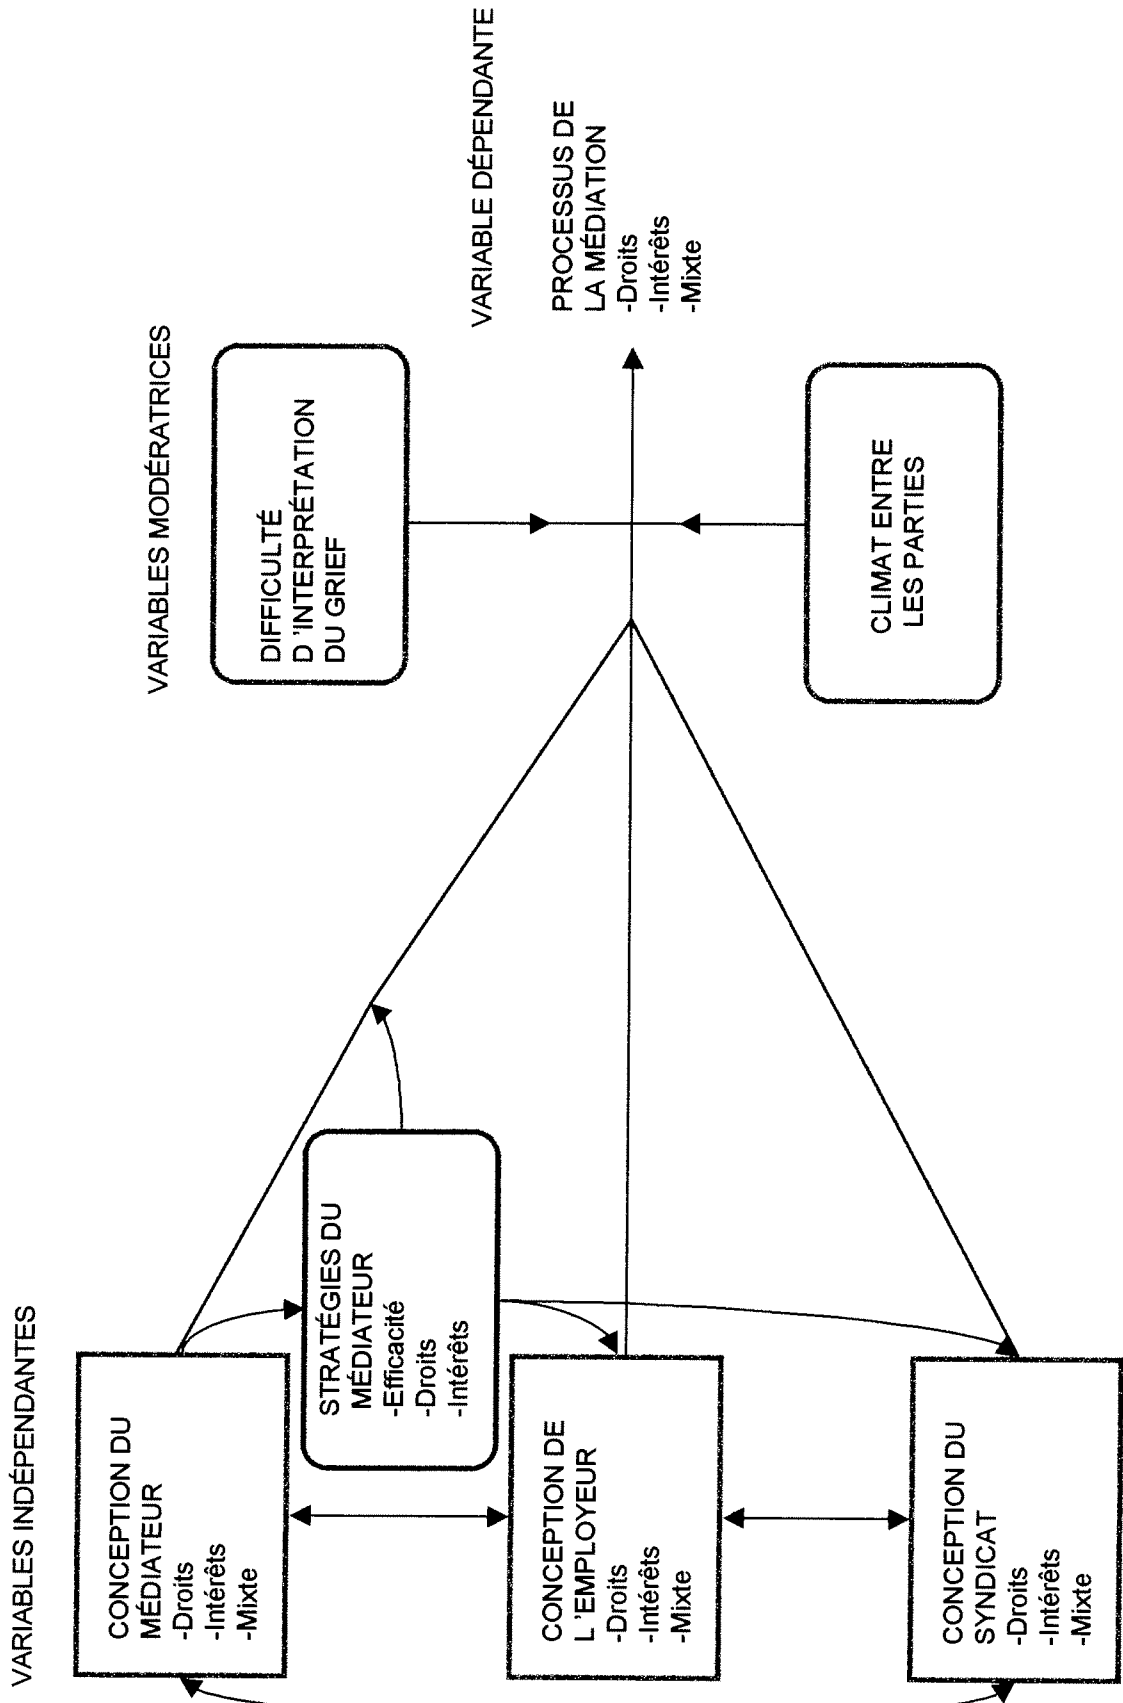 VARIABLES INDÉPENDANTES
CONCEPTION DU
MÉDIATEUR
-Droits
-Intérêts
-Mixte
STRATÉGIES DU
MÉDIATEUR
-Efficacité
-Droits
-Intérêts
CONCEPTION DE
L 'EMPLOYEUR
-Droits
-Intérêts
-Mixte
CONCEPTION DU
SYNDICAT
-Droits
-Intérêts
-Mixte
VARIABLES MODÉRATRICES
DIFFICULTÉ
D 'INTERPRÉTATION
DU GRIEF
CLIMAT ENTRE
LES PARTIES
VARIABLE DÉPENDANTE
PROCESSUS DE
LA MÉDIATION
-Droits
-Intérêts
-Mixte